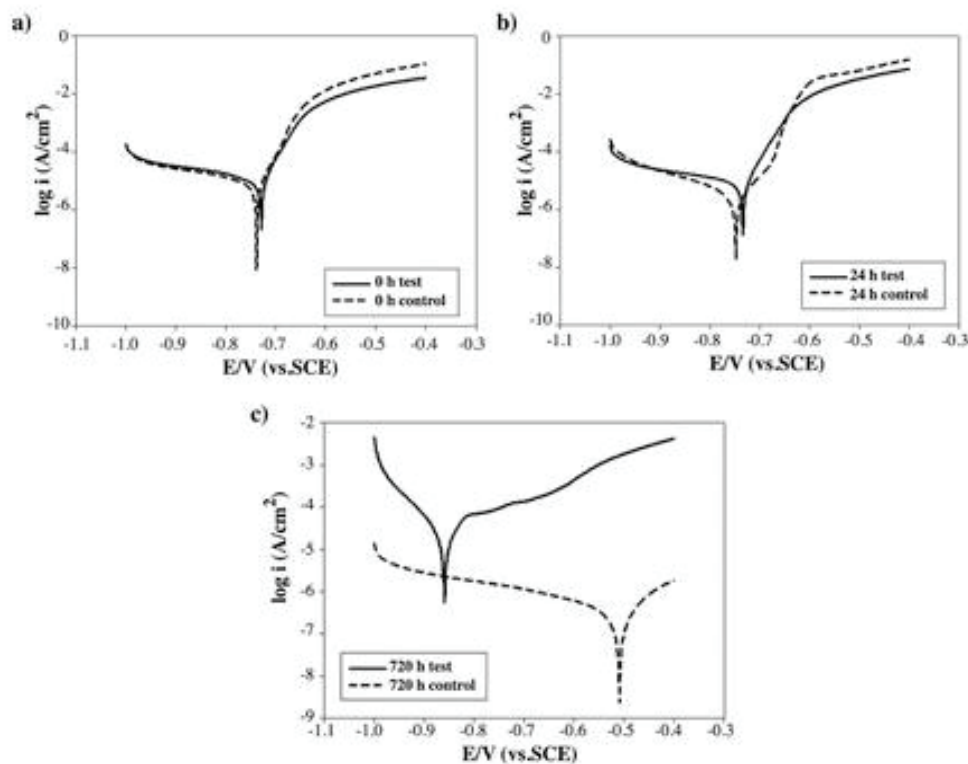 a)
0
-2
-4
-6
-8
-10
log i (A/cm2)
-1.1 -1.0 -0.9 -0.8 -0.7 -0.6 -0.5 -0.4 -0.3
E/V (vs.SCE)
0 h test
0 h control
b)
0
-2
-4
-6
-8
-10
log i (A/cm2)
-1.1 -1.0 -0.9 -0.8 -0.7 -0.6 -0.5 -0.4 -0.3
E/V (vs.SCE)
24 h test
24 h control
c)
-2
-3
-4
-5
-6
-7
-8
-9
log i (A/cm2)
-1.1 -1.0 -0.9 -0.8 -0.7 -0.6 -0.5 -0.4 -0.3
E/V (vs.SCE)
720 h test
720 h control